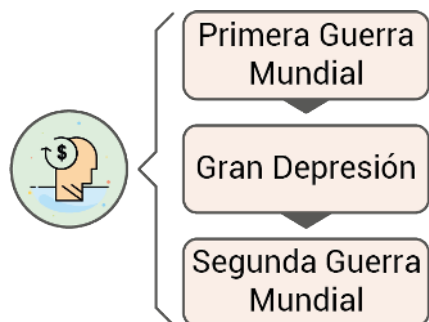 Primera Guerra
Mundial
$
Gran Depresión
Segunda Guerra
Mundial